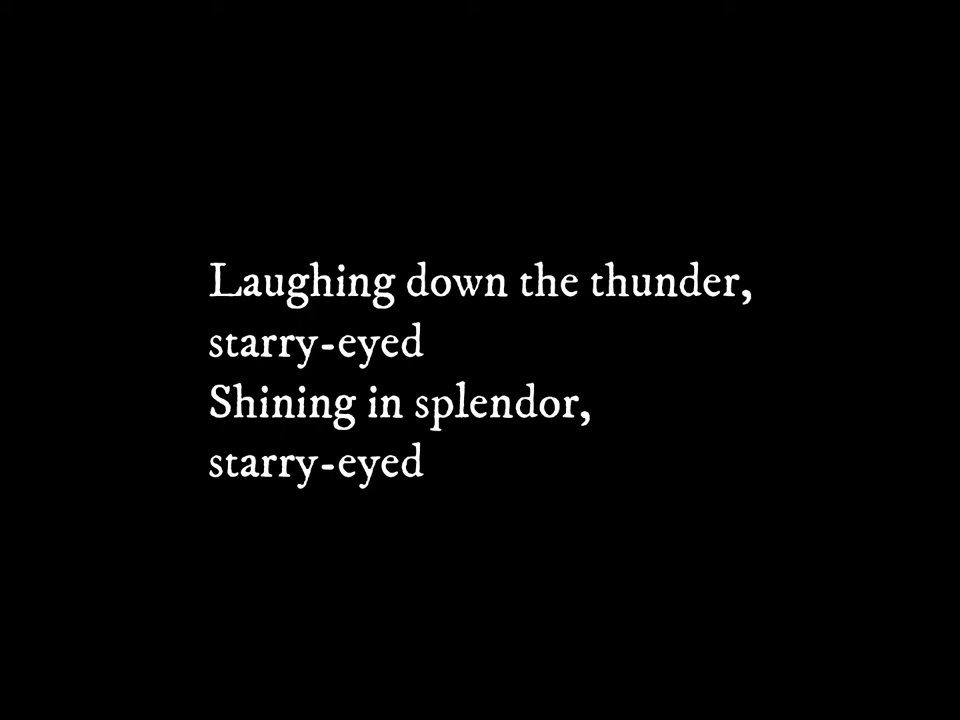 Laughing down the thunder,
starry-eyed
Shining in splendor,
starry-eyed